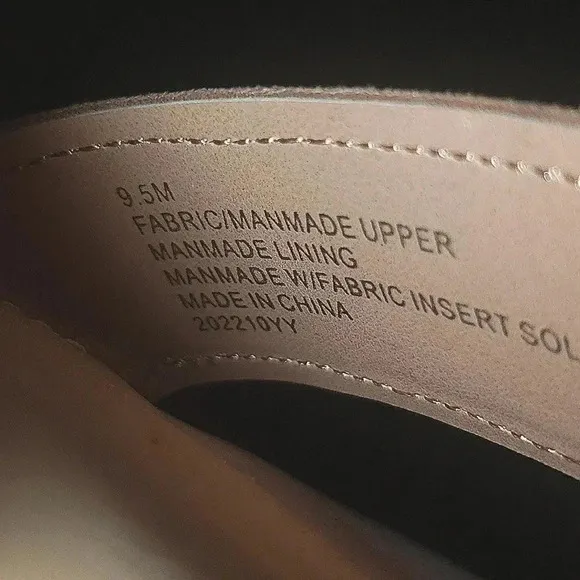 9.5M
FABRIC/MANMADE UPPER
MANMADE LINING
MANMADE W/FABRIC INSERT SOL
MADE IN CHINA
202210YY